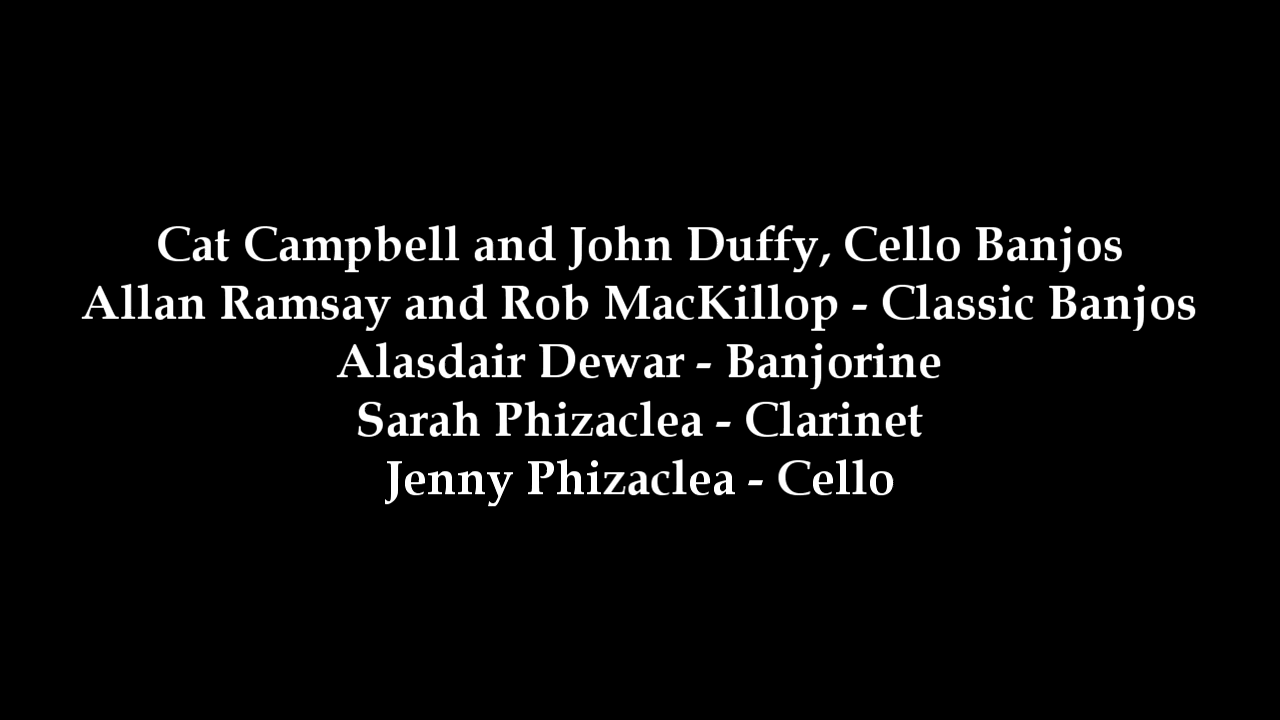 Cat Campbell and John Duffy, Cello Banjos
Allan Ramsay and Rob MacKillop - Classic Banjos
Alasdair Dewar - Banjorine
Sarah Phizaclea - Clarinet
Jenny Phizaclea - Cello